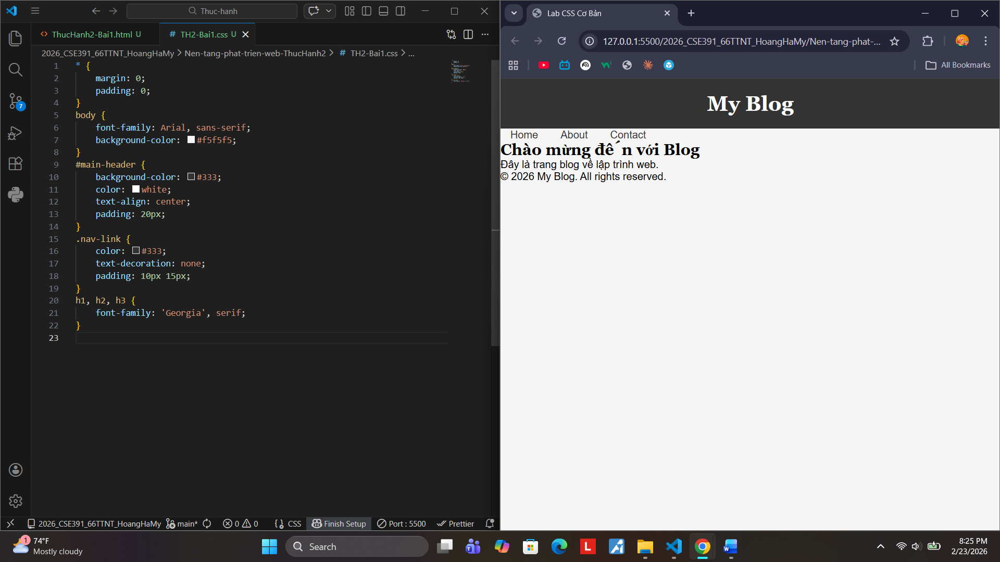 Thuc-hanh
ThucHanh2-Bai1.html U
# TH2-Bai1.css U
2026_CSE391_66TTNT_HoangHaMy > Nen-tang-phat-trien-web-ThucHanh2 > # TH2-Bai1.css > ...
1 * {
2 margin: 0;
3 padding: 0;
4 }
5 body {
6 font-family: Arial, sans-serif;
7 background-color: #f5f5f5;
8 }
9 #main-header {
10 background-color: #333;
11 color: white;
12 text-align: center;
13 padding: 20px;
14 }
15 .nav-link {
16 color: #333;
17 text-decoration: none;
18 padding: 10px 15px;
19 }
20 h1, h2, h3 {
21 font-family: 'Georgia', serif;
22 }
23
7
2026_CSE391_66TTNT_HoangHaMy main* 0 0 {} CSS Finish Setup Port : 5500 Prettier
Lab CSS Cơ Bản
127.0.0.1:5500/2026_CSE391_66TTNT_HoangHaMy/Nen-tang-phat-...
All Bookmarks
My Blog
Home About Contact
Chào mừng đến với Blog
Đây là trang blog về lập trình web.
© 2026 My Blog. All rights reserved.
1
74°F
Mostly cloudy
Search
8:25 PM
2/23/2026